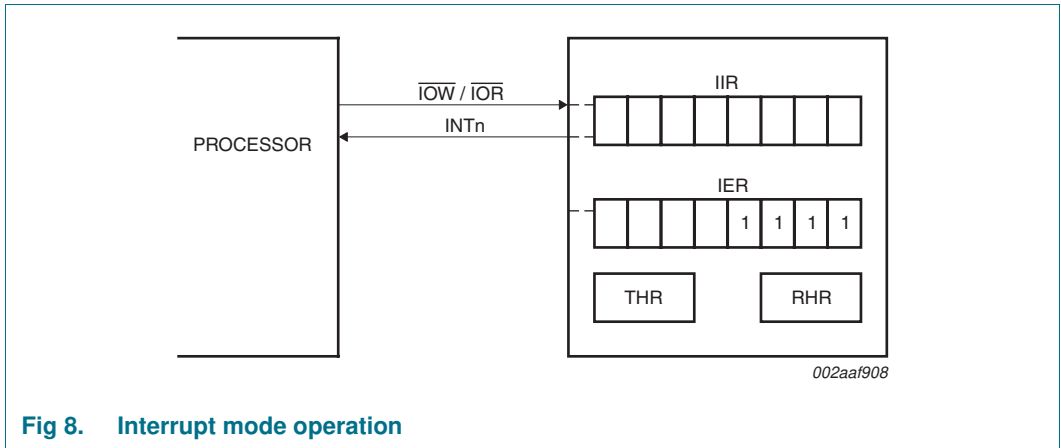 IOW / IOR
IIR
INTn
PROCESSOR
IER
1 1 1 1
THR RHR
002aaf908
Fig 8. Interrupt mode operation